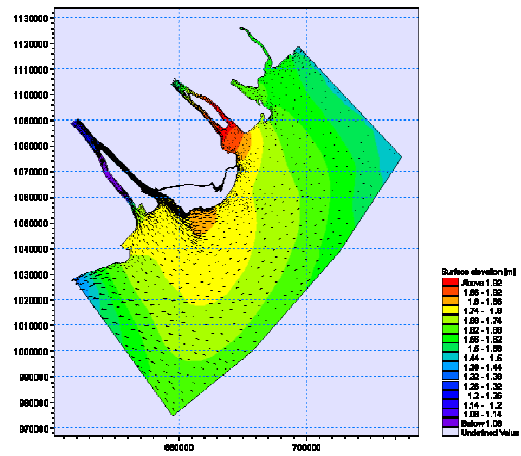 1130000
1120000
1110000
1100000
1090000
1080000
1070000
1060000
1050000
1040000
1030000
1020000
1010000
1000000
990000
980000
970000
700000
Surface elevation [m]
Above 1.92
1.86 - 1.92
1.8 - 1.86
1.74 - 1.8
1.68 - 1.74
1.62 - 1.68
1.56 - 1.62
1.5 - 1.56
1.44 - 1.5
1.38 - 1.44
1.32 - 1.38
1.26 - 1.32
1.2 - 1.26
1.14 - 1.2
1.08 - 1.14
Below 1.08
Undefined Value